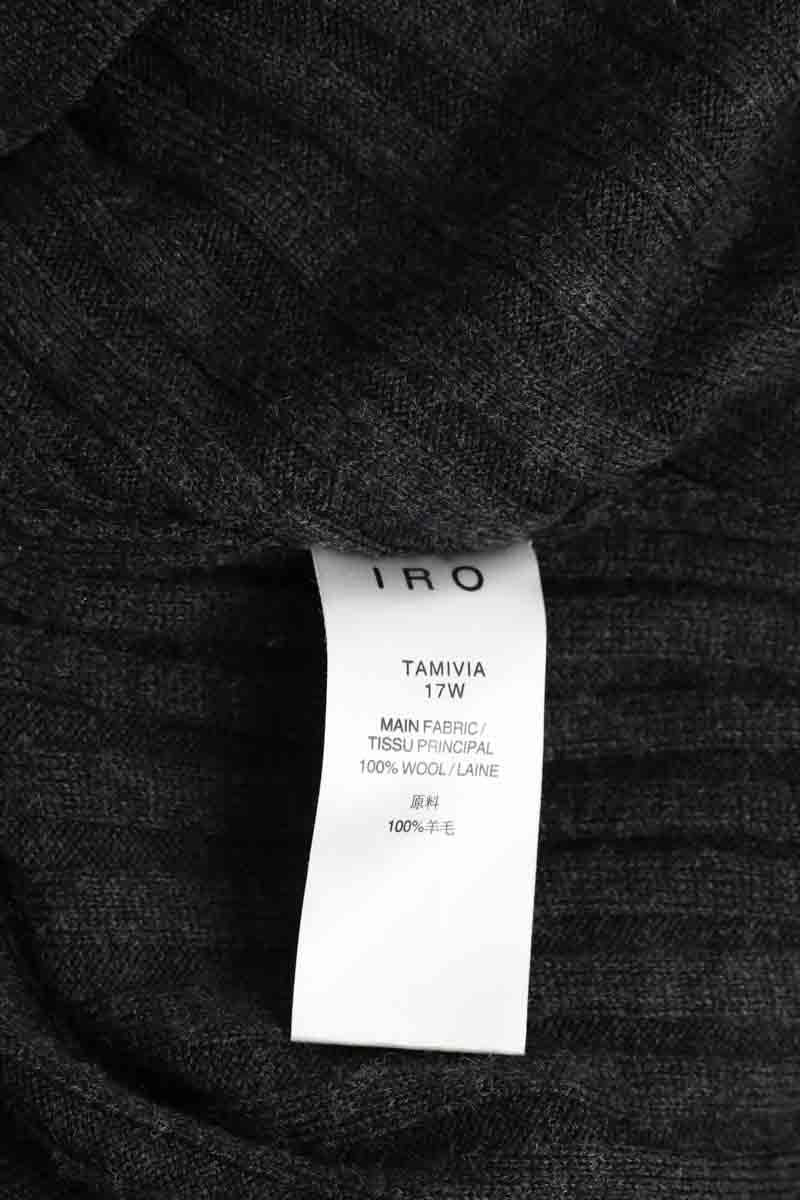 IRO
TAMIVIA
17W
MAIN FABRIC/
TISSU PRINCIPAL
100% WOOL/LAINE
原料
100%羊毛